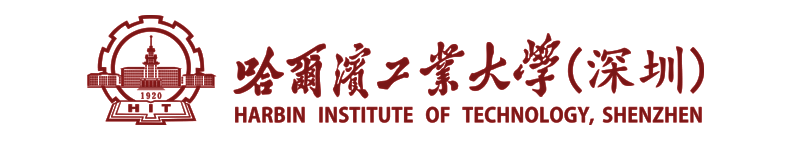 1920
HIT
哈爾濱工業大學(深圳)
HARBIN INSTITUTE OF TECHNOLOGY, SHENZHEN